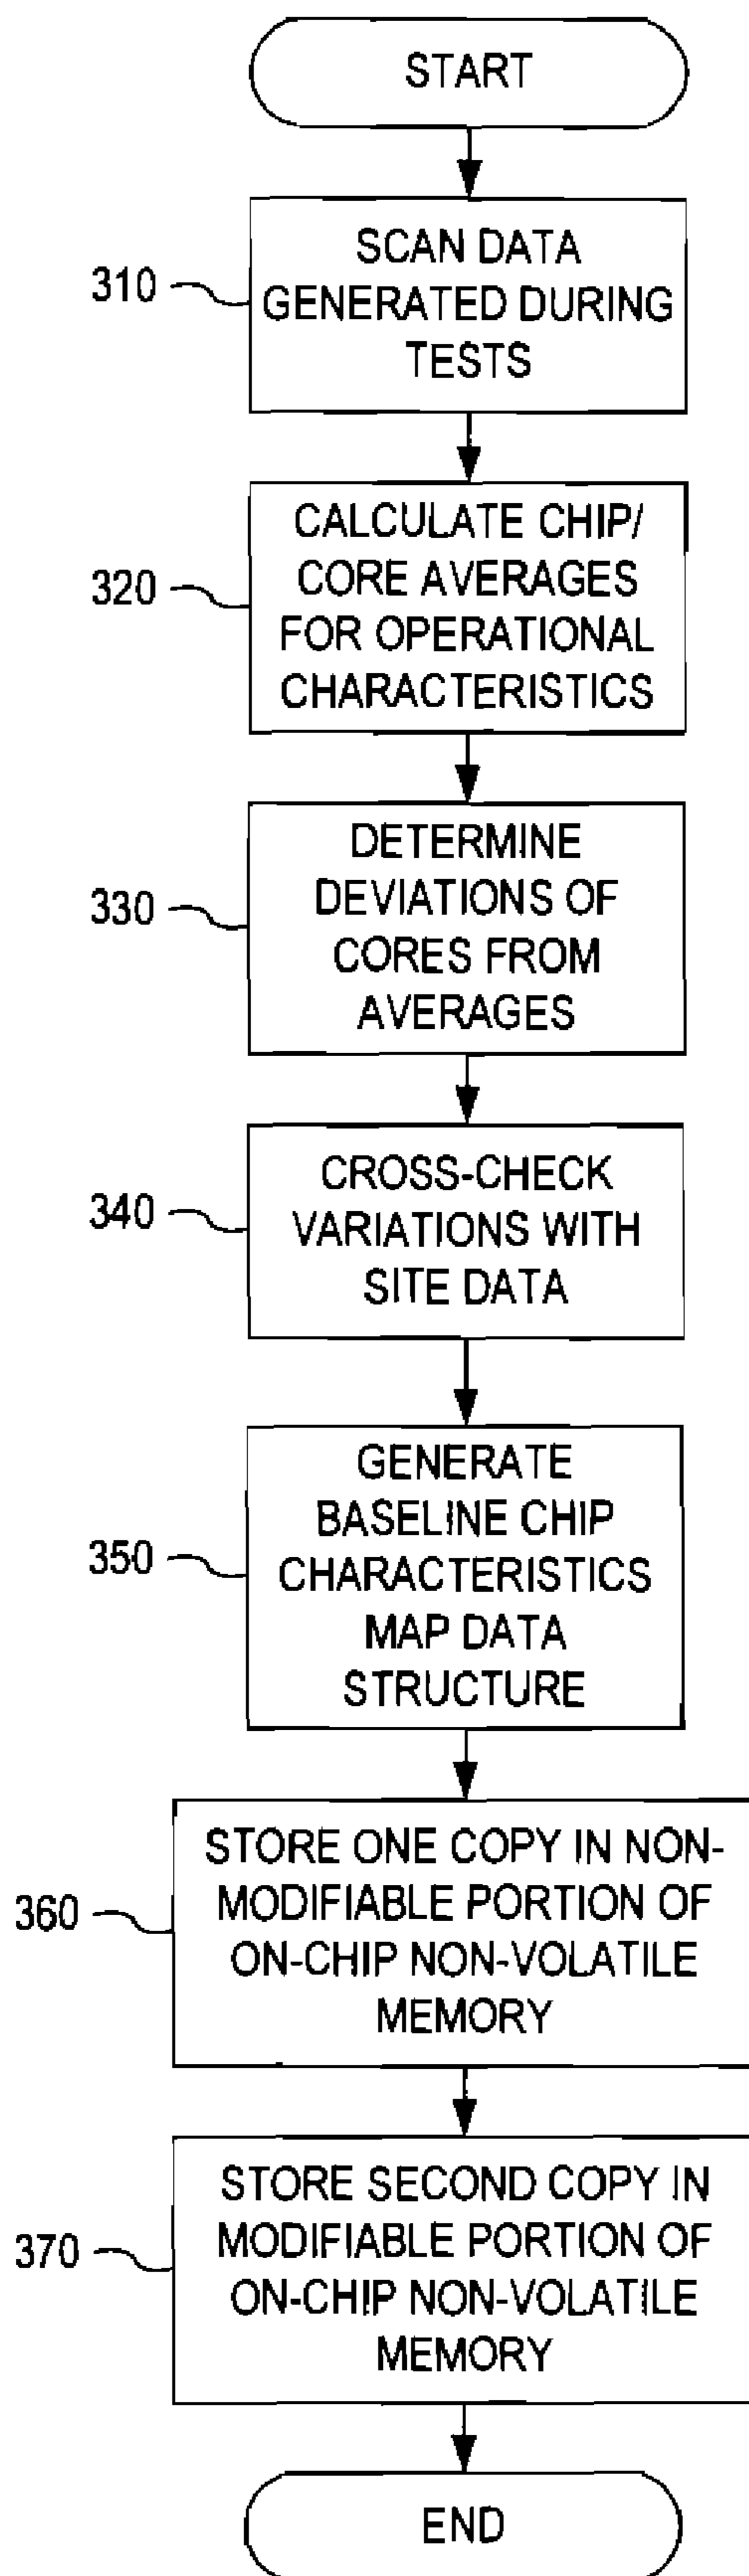 START
310
SCAN DATA
GENERATED DURING
TESTS
320
CALCULATE CHIP/
CORE AVERAGES
FOR OPERATIONAL
CHARACTERISTICS
330
DETERMINE
DEVIATIONS OF
CORES FROM
AVERAGES
340
CROSS-CHECK
VARIATIONS WITH
SITE DATA
350
GENERATE
BASELINE CHIP
CHARACTERISTICS
MAP DATA
STRUCTURE
360
STORE ONE COPY IN NON-
MODIFIABLE PORTION OF
ON-CHIP NON-VOLATILE
MEMORY
370
STORE SECOND COPY IN
MODIFIABLE PORTION OF
ON-CHIP NON-VOLATILE
MEMORY
END